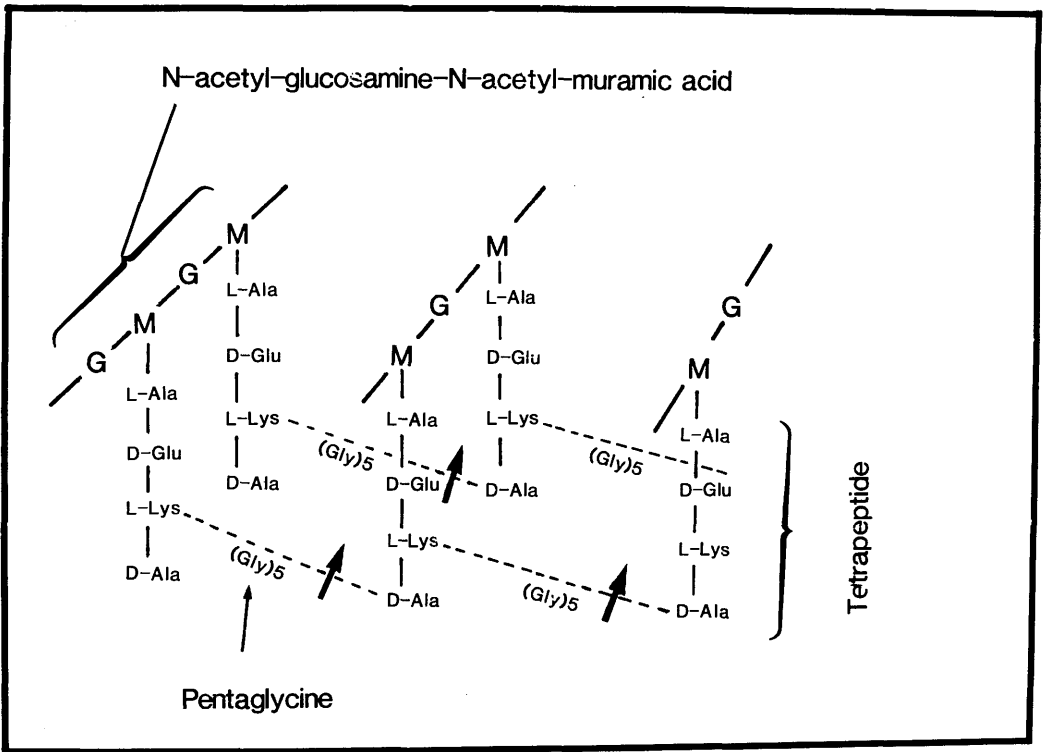 N-acetyl-glucosamine-N-acetyl-muramic acid
M
G
M
G
L-Ala
D-Glu
L-Lys
D-Ala
L-Ala
D-Glu
L-Lys
D-Ala
(Gly)5
(Gly)5
M
G
M
L-Ala
D-Glu
L-Lys
D-Ala
L-Ala
D-Glu
L-Lys
D-Ala
(Gly)5
(Gly)5
G
M
L-Ala
D-Glu
L-Lys
D-Ala
Tetrapeptide
Pentaglycine